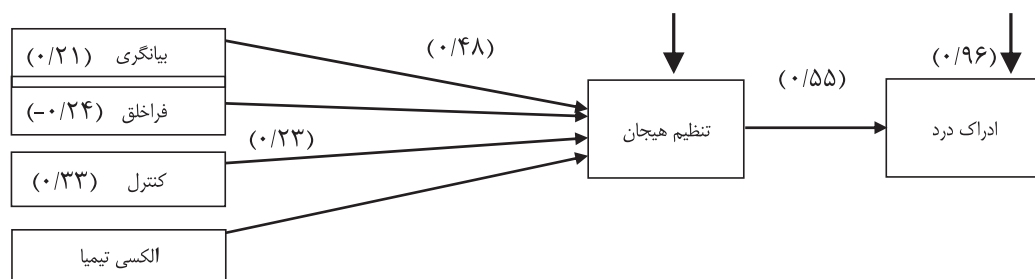 بیانگری (۰/۲۱)
(۰/۴۸)
(۰/۹۶)
(۰/۵۵)
فراخلق (-۰/۲۴)
تنظیم هیجان
ادراک درد
(۰/۲۳)
کنترل (۰/۳۳)
الکسی تیمیا